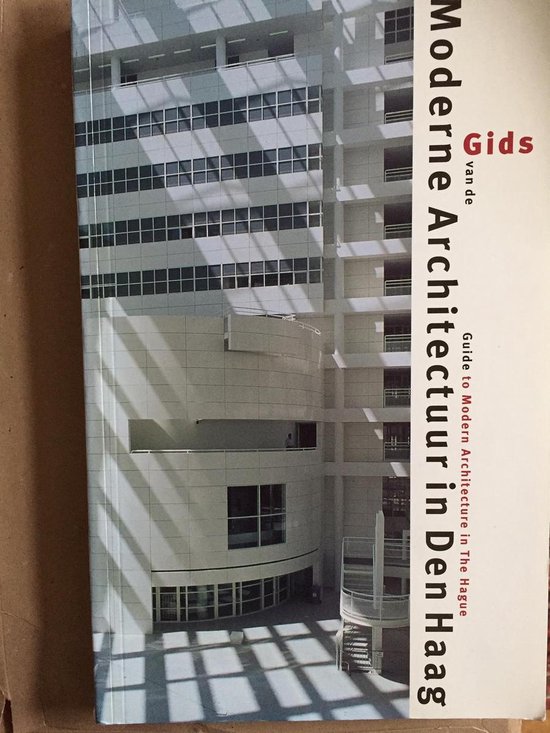 Gids
van de
Moderne Architectuur in Den Haag
Guide to Modern Architecture in The Hague